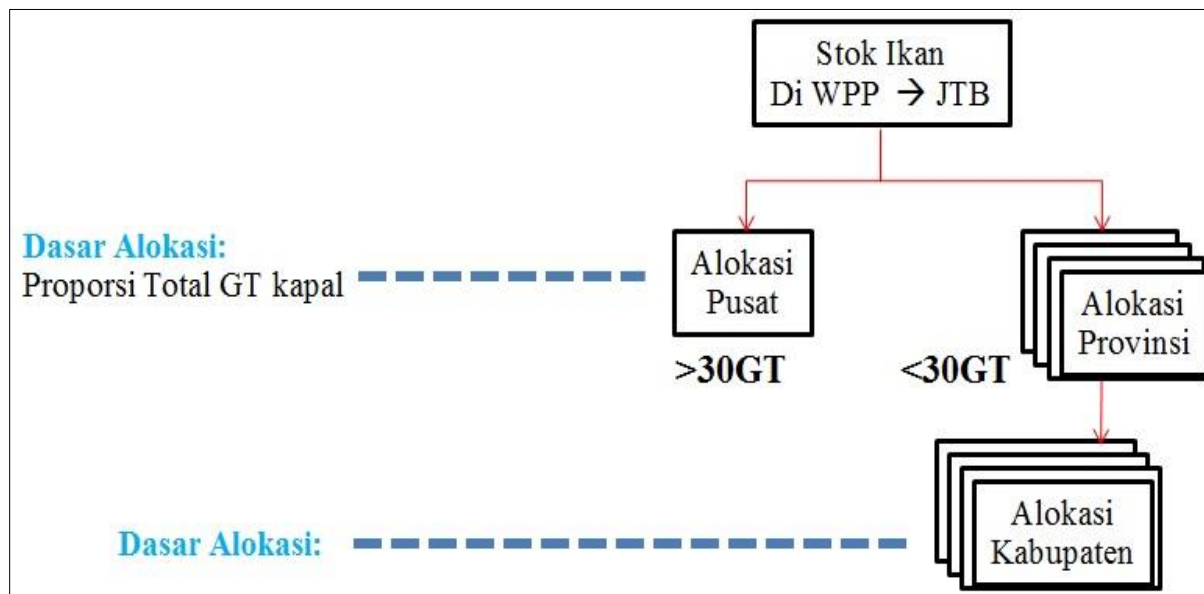 Stok Ikan
Di WPP → JTB
Dasar Alokasi:
Proporsi Total GT kapal
Alokasi
Pusat
Alokasi
Provinsi
>30GT
<30GT
Dasar Alokasi:
Alokasi
Kabupaten